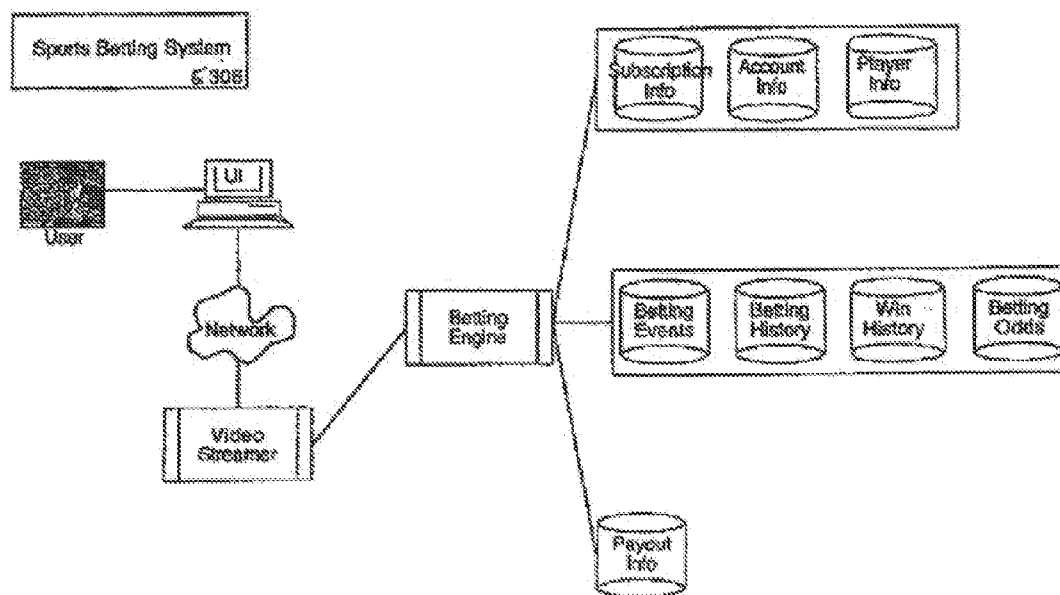 Sports Betting System
306
Subscription
Info
Account
Info
Player
Info
User
UI
Network
Video
Streamer
Betting
Engine
Betting
Events
Betting
History
Win
History
Betting
Odds
Payout
Info